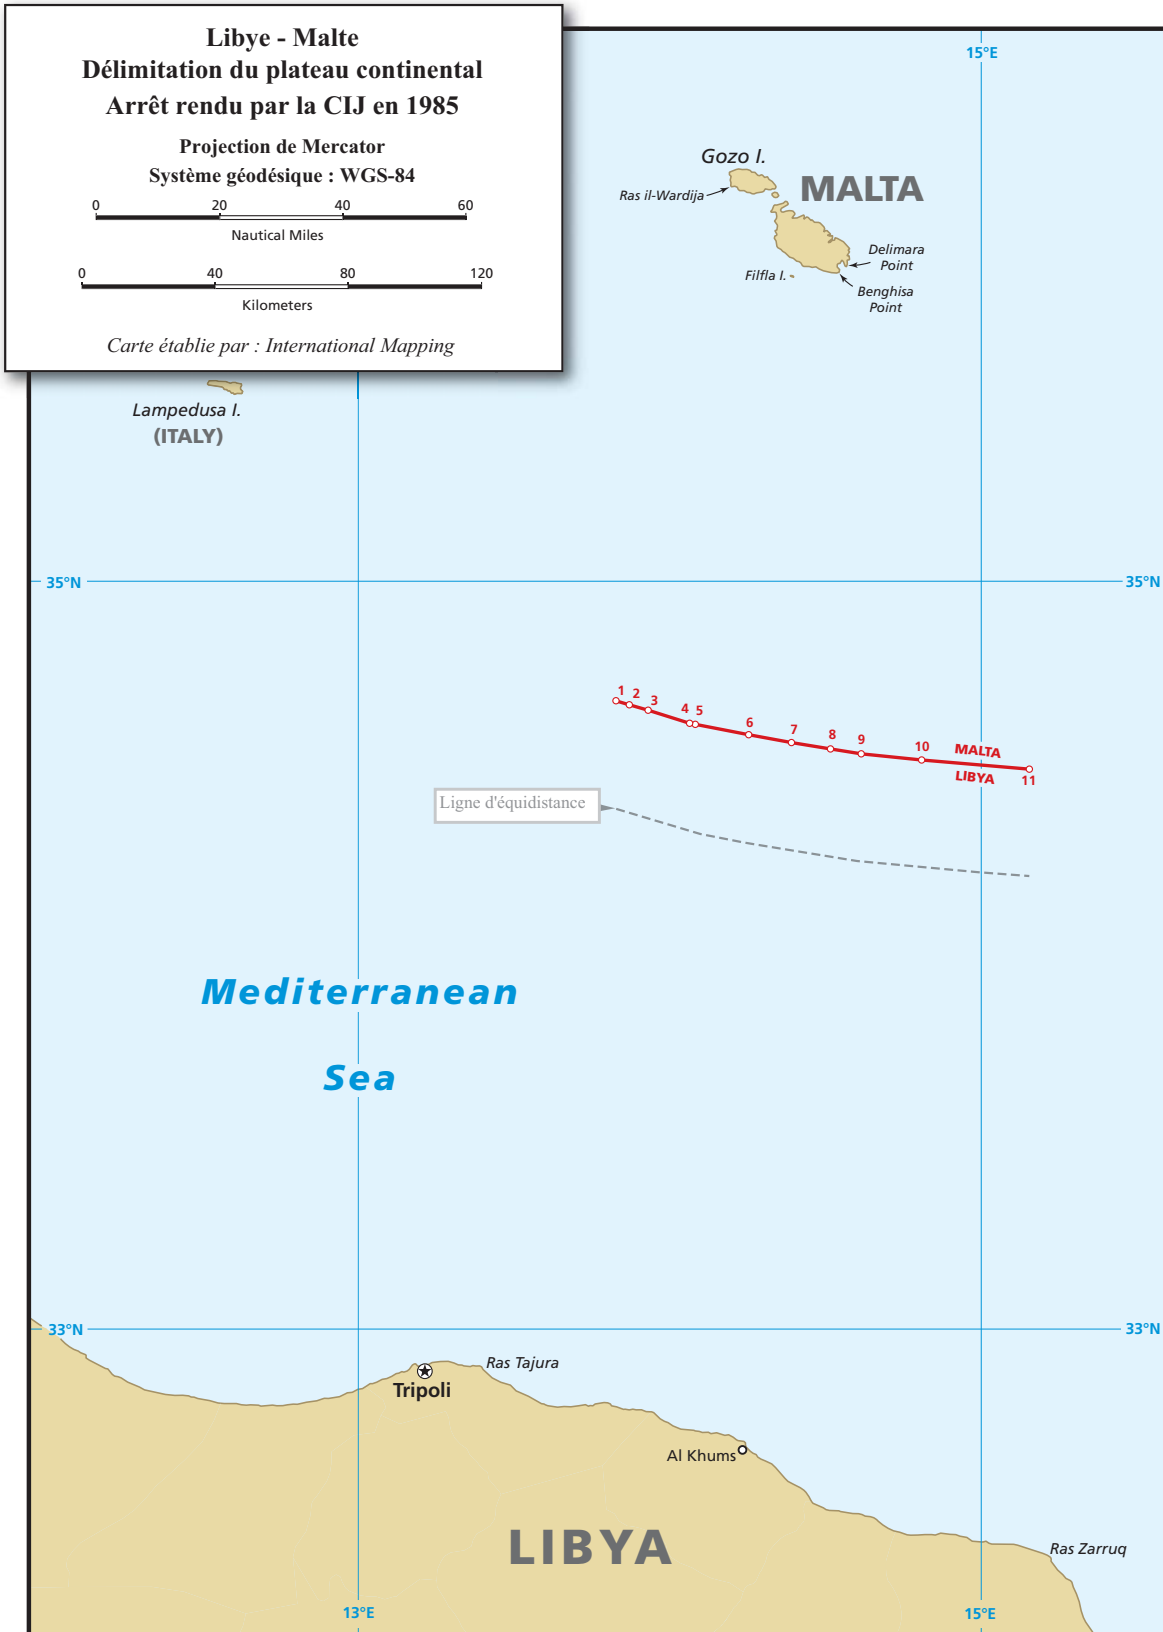 Libye - Malte
Délimitation du plateau continental
Arrêt rendu par la CIJ en 1985
Projection de Mercator
Système géodésique : WGS-84
0 20 40 60
Nautical Miles
0 40 80 120
Kilometers
Carte établie par : International Mapping
15°E
Gozo I.
MALTA
Ras il-Wardija
Delimara
Point
Filfla I.
Benghisa
Point
Lampedusa I.
(ITALY)
35°N
35°N
1 2 3 4 5 6 7 8 9 10 11
MALTA
LIBYA
Ligne d'équidistance
Mediterranean
Sea
33°N
33°N
Ras Tajura
Tripoli
Al Khums
LIBYA
Ras Zarruq
13°E
15°E